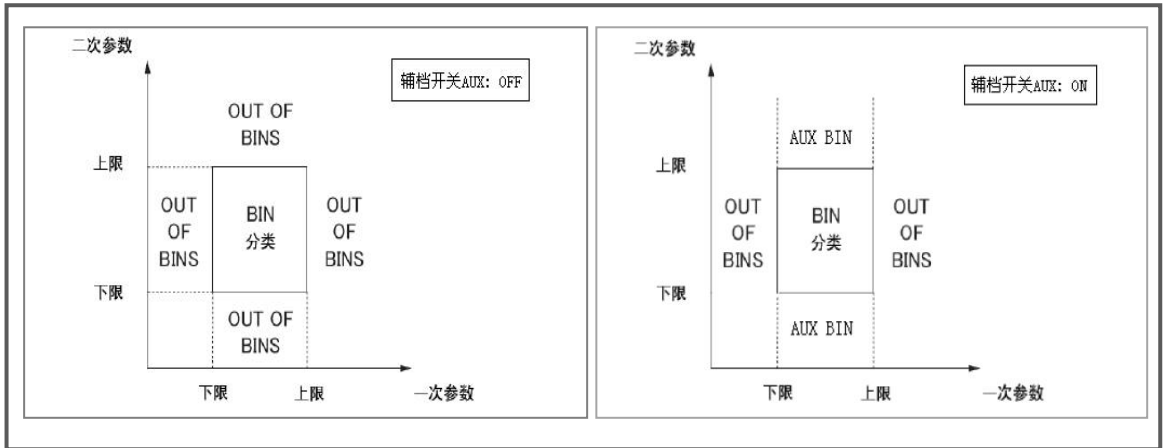 二次参数
辅档开关AUX: OFF
OUT OF
BINS
上限
OUT
OF
BINS
BIN
分类
OUT
OF
BINS
下限
OUT OF
BINS
下限
上限
一次参数
二次参数
辅档开关AUX: ON
AUX BIN
上限
OUT
OF
BINS
BIN
分类
OUT
OF
BINS
下限
AUX BIN
下限
上限
一次参数